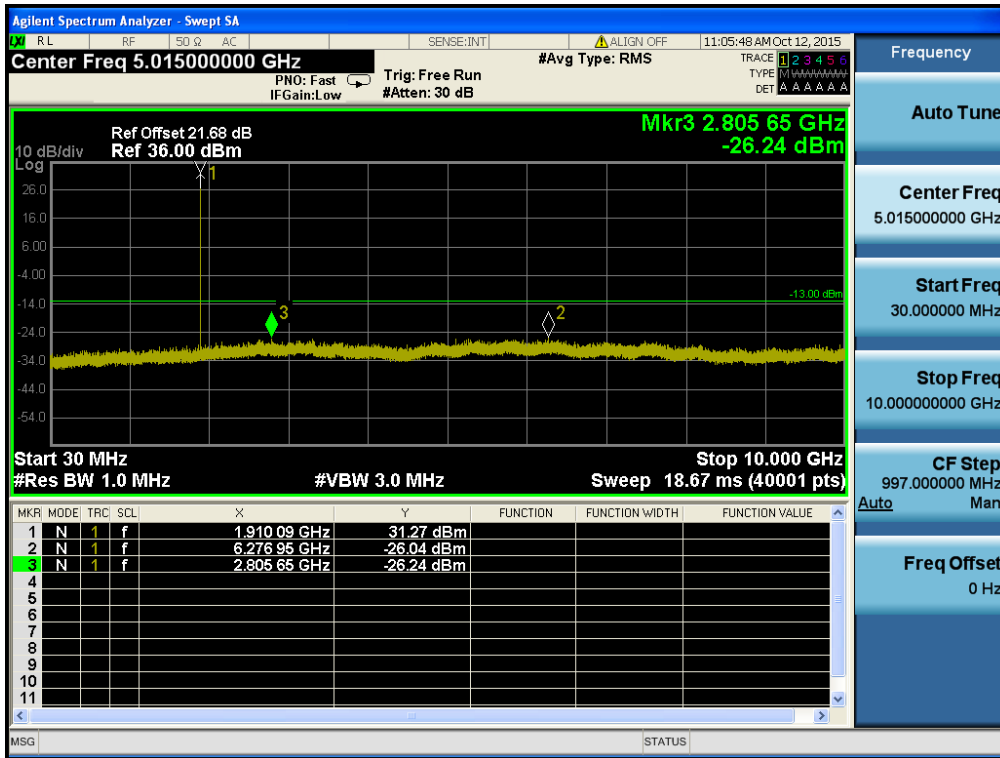 Agilent Spectrum Analyzer - Swept SA
LXI RL RF 50 Ω AC SENSE:INT ALIGN OFF 11:05:48 AM Oct 12, 2015
Center Freq 5.015000000 GHz #Avg Type: RMS TRACE 1 2 3 4 5 6
PNO: Fast Trig: Free Run TYPE M
IFGain:Low #Atten: 30 dB DET A A A A A A
Mkr3 2.805 65 GHz
-26.24 dBm
Ref Offset 21.68 dB
10 dB/div Ref 36.00 dBm
Log
1
26.0
16.0
6.00
-4.00
-13.00 dBm
-14.0
3
2
-24.0
-34.0
-44.0
-54.0
Start 30 MHz Stop 10.000 GHz
#Res BW 1.0 MHz #VBW 3.0 MHz Sweep 18.67 ms (40001 pts)
MKR MODE TRC SCL X Y FUNCTION FUNCTION WIDTH FUNCTION VALUE
1 N 1 f 1.910 09 GHz 31.27 dBm
2 N 1 f 6.276 95 GHz -26.04 dBm
3 N 1 f 2.805 65 GHz -26.24 dBm
4
5
6
7
8
9
10
11
MSG STATUS
Frequency
Auto Tune
Center Freq
5.015000000 GHz
Start Freq
30.000000 MHz
Stop Freq
10.000000000 GHz
CF Step
997.000000 MHz
Auto Man
Freq Offset
0 Hz